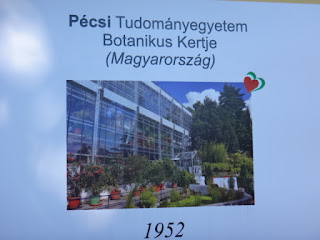 Pécsi Tudományegyetem
Botanikus Kertje
(Magyarország)
1952